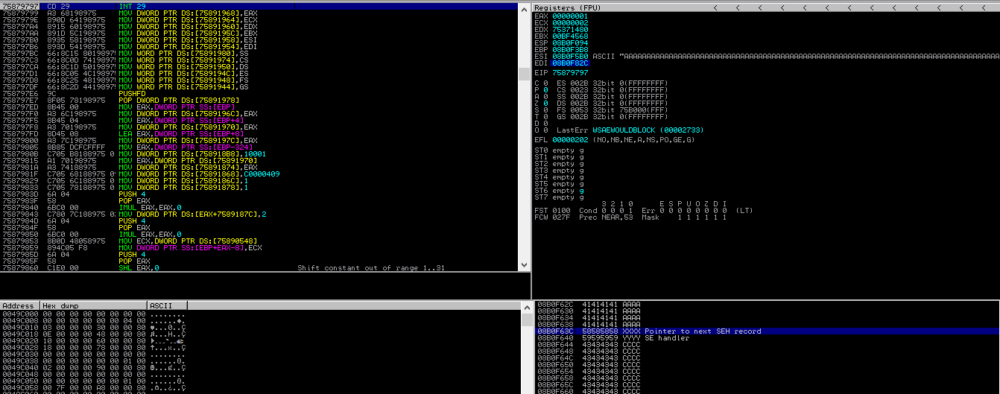 75879797 CD 29 INT 29
75879799 A3 68198975 MOV DWORD PTR DS:[75891968],EAX
7587979E 890D 64198975 MOV DWORD PTR DS:[75891964],ECX
758797A4 8915 60198975 MOV DWORD PTR DS:[75891960],EDX
758797AA 891D 5C198975 MOV DWORD PTR DS:[7589195C],EBX
758797B0 8935 58198975 MOV DWORD PTR DS:[75891958],ESI
758797B6 893D 54198975 MOV DWORD PTR DS:[75891954],EDI
758797BC 66:8C15 8019897 MOV WORD PTR DS:[75891980],SS
758797C3 66:8C0D 7419897 MOV WORD PTR DS:[75891974],CS
758797CA 66:8C1D 5019897 MOV WORD PTR DS:[75891950],DS
758797D1 66:8C05 4C19897 MOV WORD PTR DS:[7589194C],ES
758797D8 66:8C25 4819897 MOV WORD PTR DS:[75891948],FS
758797DF 66:8C2D 4419897 MOV WORD PTR DS:[75891944],GS
758797E6 9C PUSHFD
758797E7 8F05 78198975 POP DWORD PTR DS:[75891978]
758797ED 8B45 00 MOV EAX,DWORD PTR SS:[EBP]
758797F0 A3 6C198975 MOV DWORD PTR DS:[7589196C],EAX
758797F5 8B45 04 MOV EAX,DWORD PTR SS:[EBP+4]
758797F8 A3 70198975 MOV DWORD PTR DS:[75891970],EAX
758797FD 8D45 08 LEA EAX,DWORD PTR SS:[EBP+8]
75879800 A3 7C198975 MOV DWORD PTR DS:[7589197C],EAX
75879805 8B85 DCFCFFFF MOV EAX,DWORD PTR SS:[EBP-324]
7587980B C705 B8188975 0 MOV DWORD PTR DS:[758918B8],10001
75879815 A1 70198975 MOV EAX,DWORD PTR DS:[75891970]
7587981A A3 74188975 MOV DWORD PTR DS:[75891874],EAX
7587981F C705 68188975 0 MOV DWORD PTR DS:[75891868],C0000409
75879829 C705 6C188975 0 MOV DWORD PTR DS:[7589186C],1
75879833 C705 78188975 0 MOV DWORD PTR DS:[75891878],1
7587983D 6A 04 PUSH 4
7587983F 58 POP EAX
75879840 6BC0 00 IMUL EAX,EAX,0
75879843 C780 7C188975 0 MOV DWORD PTR DS:[EAX+7589187C],2
7587984D 6A 04 PUSH 4
7587984F 58 POP EAX
75879850 6BC0 00 IMUL EAX,EAX,0
75879853 8B0D 48058975 MOV ECX,DWORD PTR DS:[75890548]
75879859 894C05 F8 MOV DWORD PTR SS:[EBP+EAX-8],ECX
7587985D 6A 04 PUSH 4
7587985F 58 POP EAX
75879860 C1E0 00 SHL EAX,0 Shift constant out of range 1..31
Registers (FPU) < < < < < < < < < < < < <
EAX 00000001
ECX 00000002
EDX 75371480
EBX 00BF4568
ESP 08B0F094
EBP 08B0F3B8
ESI 08B0F5B0 ASCII
EDI 08B0F82C
EIP 75879797
C 0 ES 002B 32bit 0(FFFFFFFF)
P 0 CS 0023 32bit 0(FFFFFFFF)
A 0 SS 002B 32bit 0(FFFFFFFF)
Z 0 DS 002B 32bit 0(FFFFFFFF)
S 0 FS 0053 32bit 75B000(FFF)
T 0 GS 002B 32bit 0(FFFFFFFF)
D 0
O 0 LastErr WSAEWOULDBLOCK (00002733)
EFL 00000202 (NO,NB,NE,A,NS,PO,GE,G)
ST0 empty g
ST1 empty g
ST2 empty g
ST3 empty g
ST4 empty g
ST5 empty g
ST6 empty g
ST7 empty g
3 2 1 0 E S P U O Z D I
FST 0100 Cond 0 0 0 1 Err 0 0 0 0 0 0 0 0 (LT)
FCW 027F Prec NEAR,53 Mask 1 1 1 1 1 1
Address Hex dump ASCII
0049C000 00 00 00 00 00 00 00 00 ........
0049C008 00 00 00 00 00 00 04 00 ......♦.
0049C010 03 00 00 00 30 00 00 80 ♥...0..Ç
0049C018 0E 00 00 00 48 00 00 80 ♫...H..Ç
0049C020 10 00 00 00 60 00 00 80
0049C028 18 00 00 00 78 00 00 80 ↑...x..Ç
0049C030 00 00 00 00 00 00 00 00 ........
0049C038 00 00 00 00 00 00 01 00
0049C040 02 00 00 00 90 00 00 80
0049C048 00 00 00 00 00 00 00 00 ........
0049C050 00 00 00 00 00 00 01 00
0049C058 00 7F 00 00 A8 00 00 80
08B0F62C 41414141 AAAA
08B0F630 41414141 AAAA
08B0F634 41414141 AAAA
08B0F638 41414141 AAAA
08B0F63C 58585858 XXXX Pointer to next SEH record
08B0F640 59595959 YYYY SE handler
08B0F644 43434343 CCCC
08B0F648 43434343 CCCC
08B0F64C 43434343 CCCC
08B0F650 43434343 CCCC
08B0F654 43434343 CCCC
08B0F658 43434343 CCCC
08B0F65C 43434343 CCCC
08B0F660 43434343 CCCC